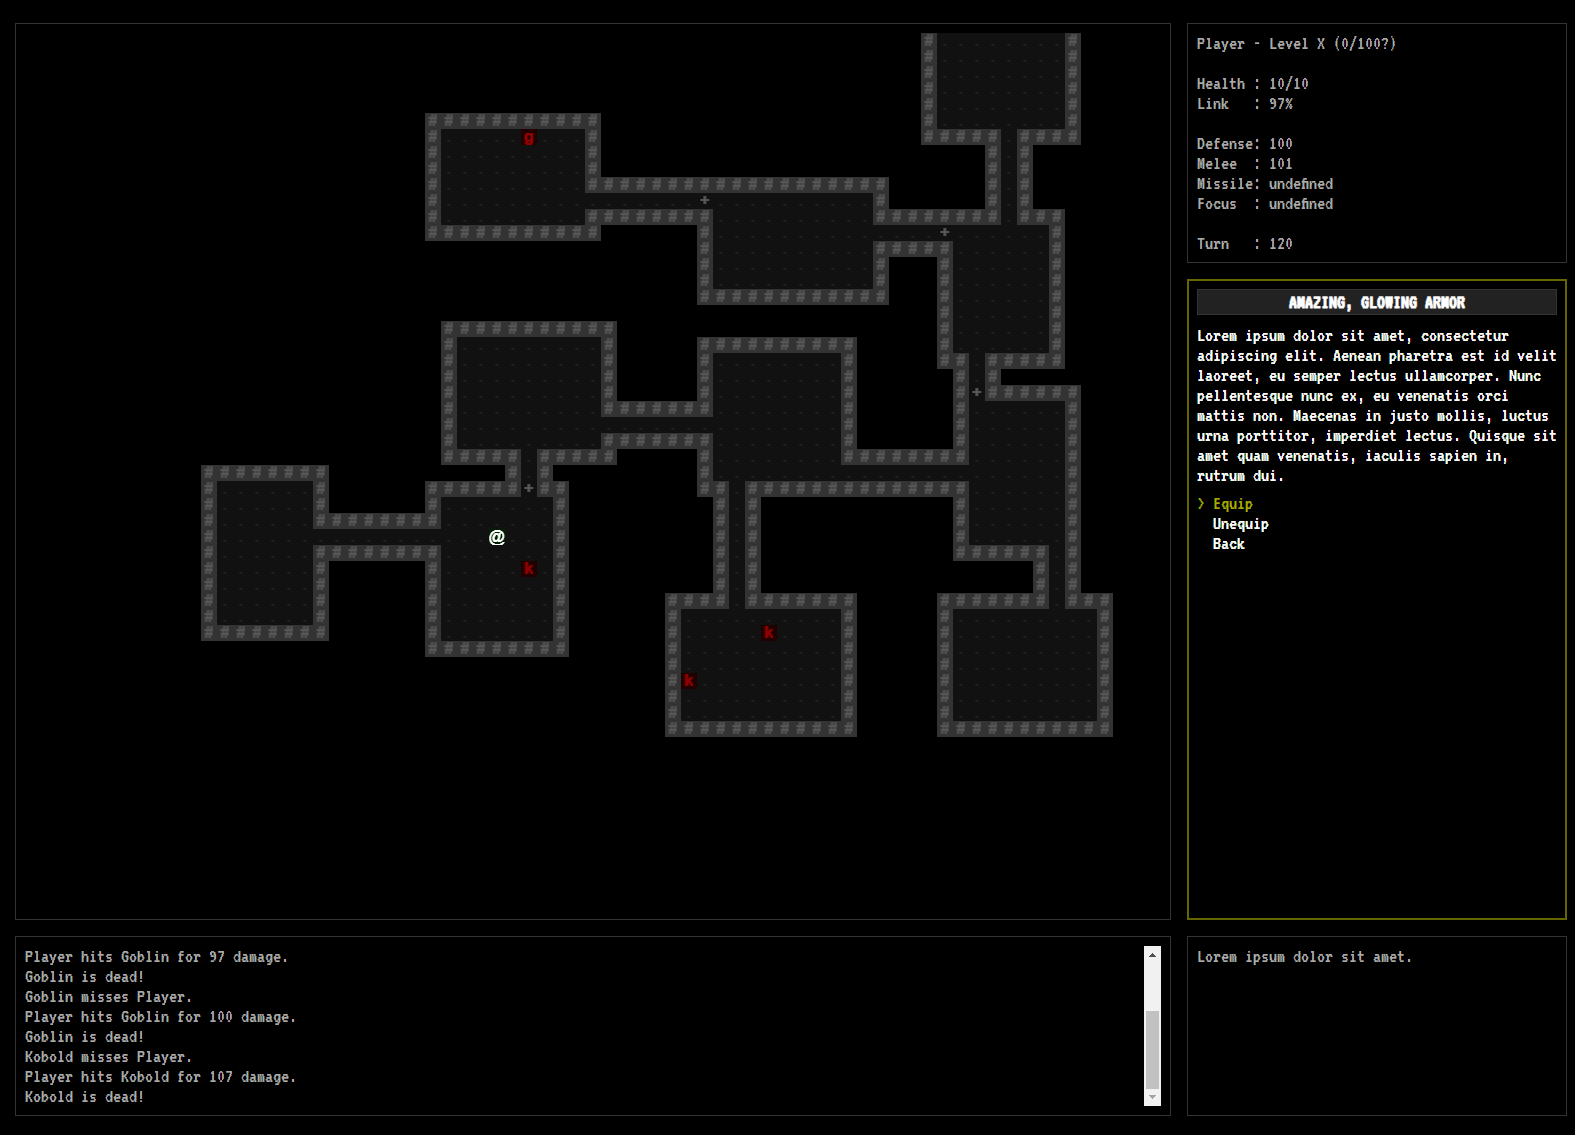 Player - Level X (0/100?)
Health : 10/10
Link   : 97%
Defense: 100
Melee  : 101
Missile: undefined
Focus  : undefined
Turn   : 120
AMAZING, GLOWING ARMOR
Lorem ipsum dolor sit amet, consectetur
adipiscing elit. Aenean pharetra est id velit
laoreet, eu semper lectus ullamcorper. Nunc
pellentesque nunc ex, eu venenatis orci
mattis non. Maecenas in justo mollis, luctus
urna porttitor, imperdiet lectus. Quisque sit
amet quam venenatis, iaculis sapien in,
rutrum dui.
> Equip
Unequip
Back
g
@
k
k
k
Player hits Goblin for 97 damage.
Goblin is dead!
Goblin misses Player.
Player hits Goblin for 100 damage.
Goblin is dead!
Kobold misses Player.
Player hits Kobold for 107 damage.
Kobold is dead!
Lorem ipsum dolor sit amet.